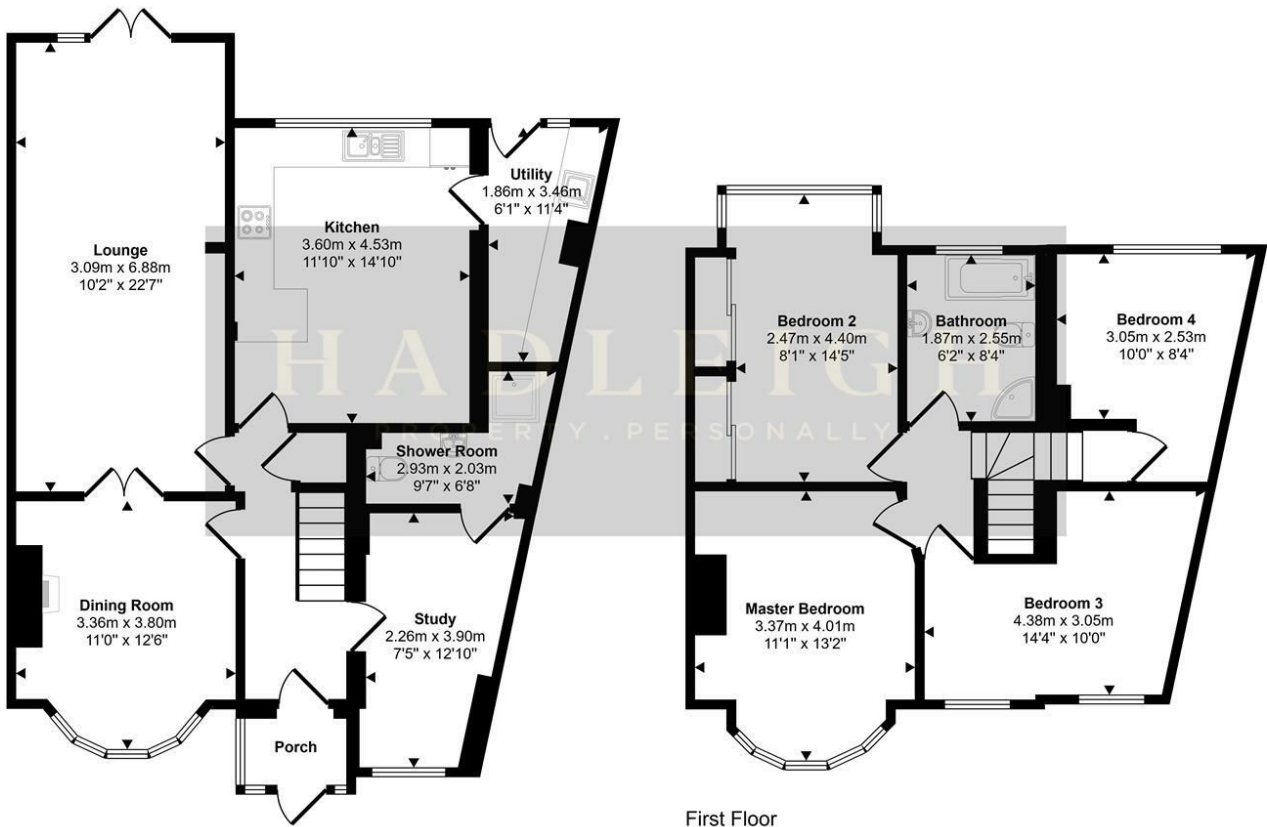 Lounge
3.09m x 6.88m
10'2" x 22'7"
Kitchen
3.60m x 4.53m
11'10" x 14'10"
Utility
1.86m x 3.46m
6'1" x 11'4"
Shower Room
2.93m x 2.03m
9'7" x 6'8"
Dining Room
3.36m x 3.80m
11'0" x 12'6"
Study
2.26m x 3.90m
7'5" x 12'10"
Porch
Bedroom 2
2.47m x 4.40m
8'1" x 14'5"
Bathroom
1.87m x 2.55m
6'2" x 8'4"
Bedroom 4
3.05m x 2.53m
10'0" x 8'4"
Master Bedroom
3.37m x 4.01m
11'1" x 13'2"
Bedroom 3
4.38m x 3.05m
14'4" x 10'0"
First Floor
HADLEIGH
PROPERTY. PERSONALLY